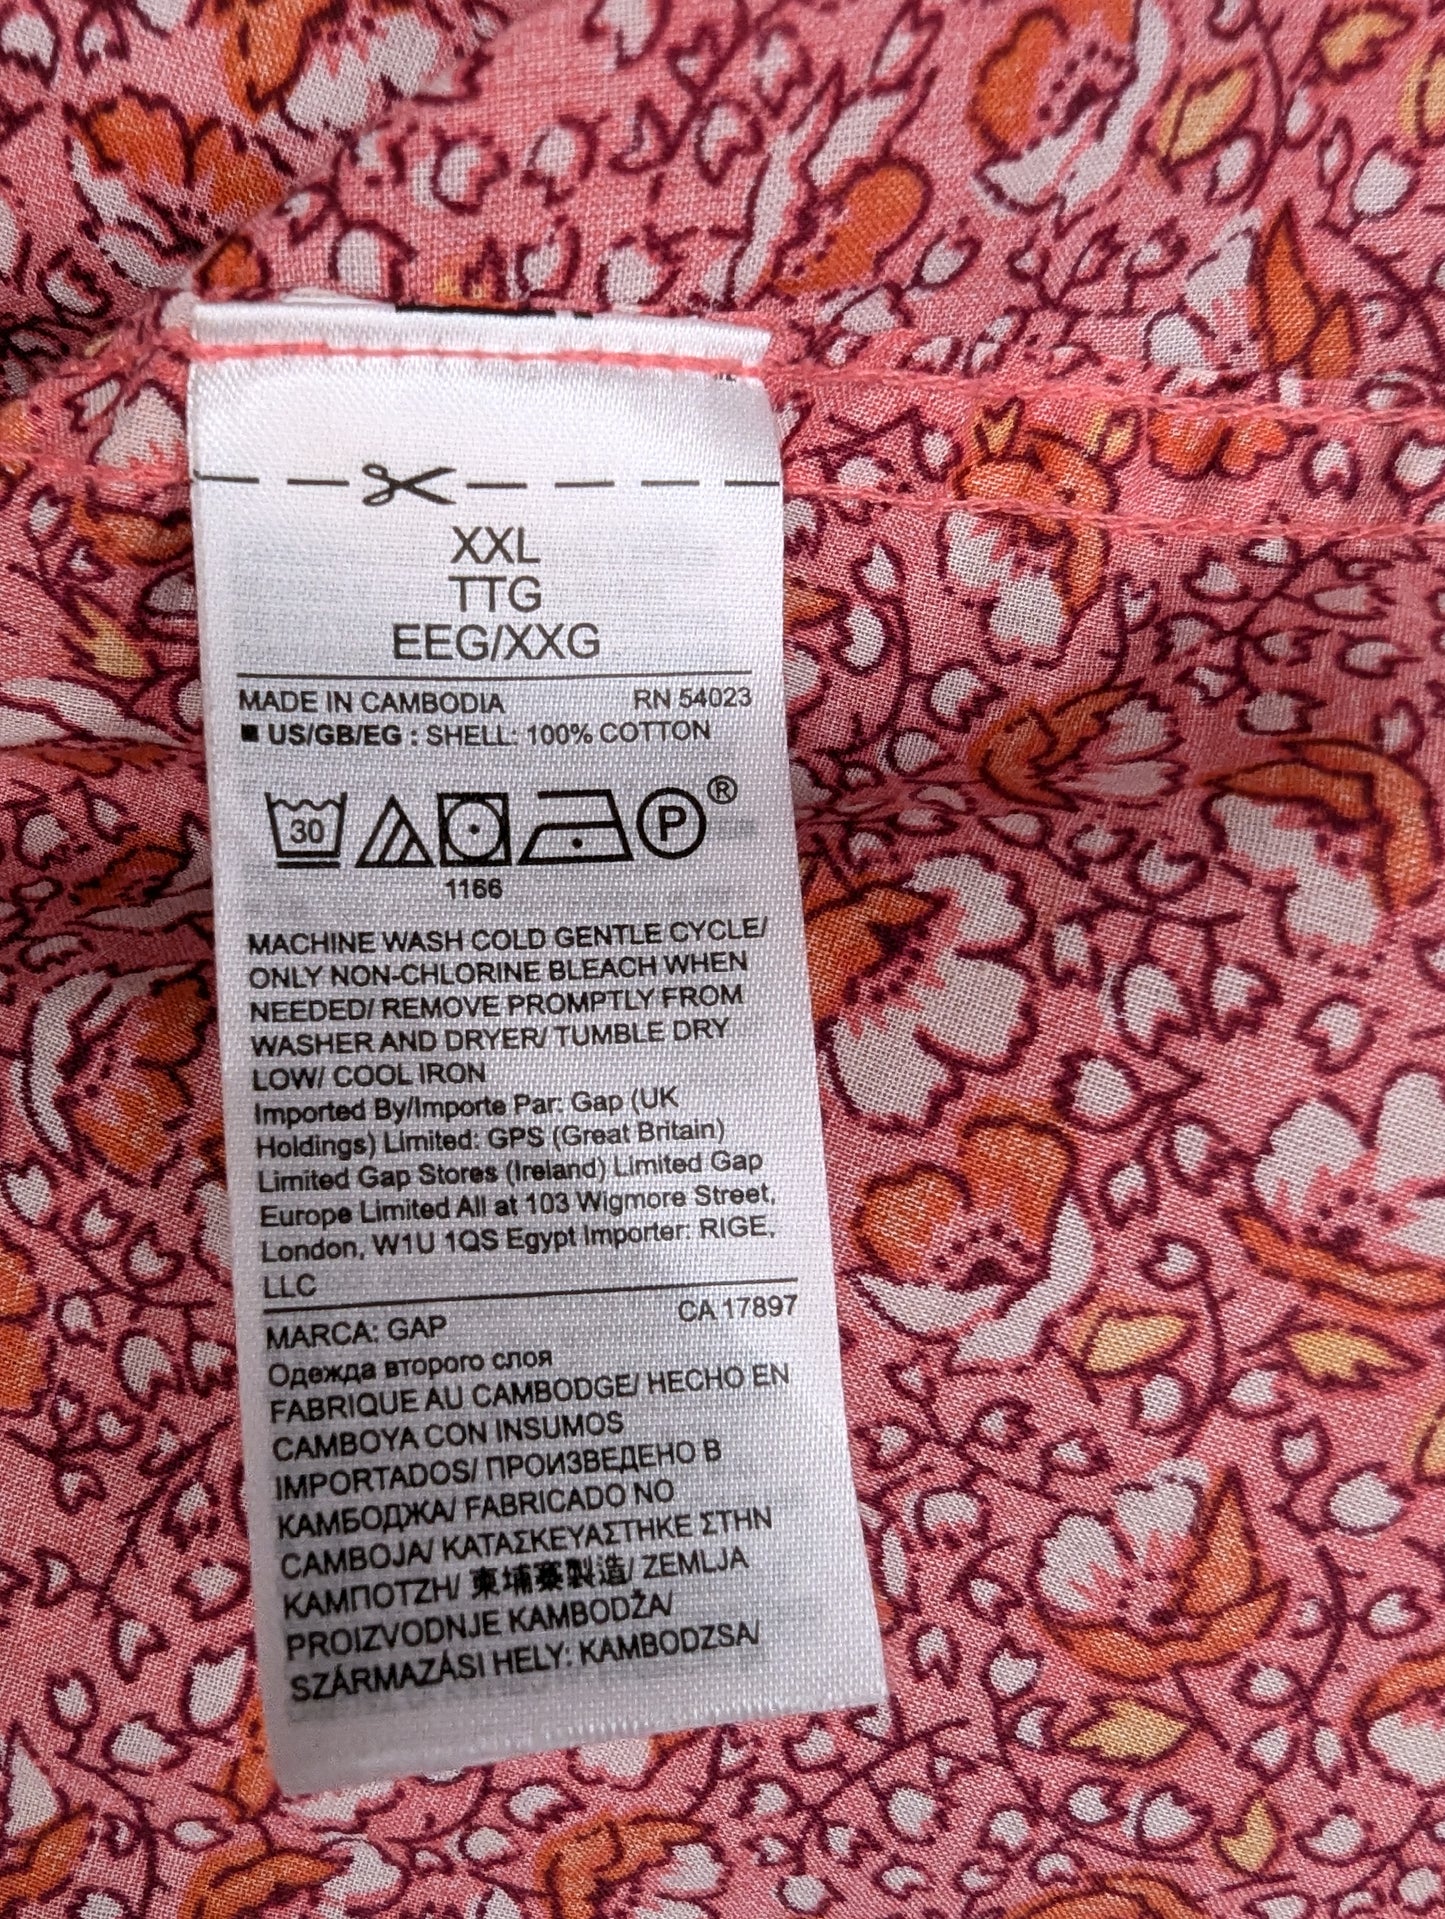 XXL
TTG
EEG/XXG
MADE IN CAMBODIA RN 54023
■ US/GB/EG : SHELL: 100% COTTON
30 P ®
1166
MACHINE WASH COLD GENTLE CYCLE/
ONLY NON-CHLORINE BLEACH WHEN
NEEDED/ REMOVE PROMPTLY FROM
WASHER AND DRYER/ TUMBLE DRY
LOW/ COOL IRON
Imported By/Importe Par: Gap (UK
Holdings) Limited: GPS (Great Britain)
Limited Gap Stores (Ireland) Limited Gap
Europe Limited All at 103 Wigmore Street,
London, W1U 1QS Egypt Importer: RIGE,
LLC
MARCA: GAP CA 17897
Одежда второго слоя
FABRIQUE AU CAMBODGE/ HECHO EN
CAMBOYA CON INSUMOS
IMPORTADOS/ ПРОИЗВЕДЕНО В
КАМБОДЖА/ FABRICADO NO
CAMBOJA/ ΚΑΤΑΣΚΕΥΑΣΤΗΚΕ ΣΤΗΝ
ΚΑΜΠΟΤΖΗ/ 柬埔寨製造/ ZEMLJA
PROIZVODNJE KAMBODŽA/
SZÁRMAZÁSI HELY: KAMBODZSA/